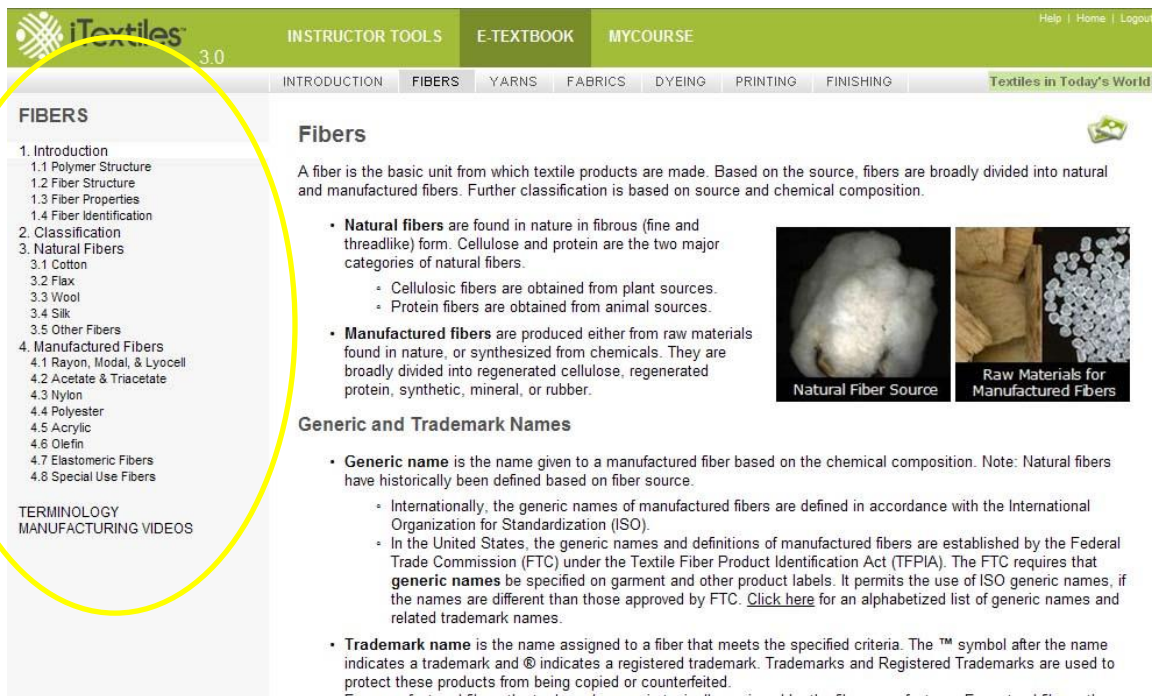 iTextiles™ 3.0
INSTRUCTOR TOOLS E-TEXTBOOK MYCOURSE
Help | Home | Logout
INTRODUCTION FIBERS YARNS FABRICS DYEING PRINTING FINISHING Textiles in Today's World
FIBERS
1. Introduction
1.1 Polymer Structure
1.2 Fiber Structure
1.3 Fiber Properties
1.4 Fiber Identification
2. Classification
3. Natural Fibers
3.1 Cotton
3.2 Flax
3.3 Wool
3.4 Silk
3.5 Other Fibers
4. Manufactured Fibers
4.1 Rayon, Modal, & Lyocell
4.2 Acetate & Triacetate
4.3 Nylon
4.4 Polyester
4.5 Acrylic
4.6 Olefin
4.7 Elastomeric Fibers
4.8 Special Use Fibers
TERMINOLOGY
MANUFACTURING VIDEOS
Fibers
A fiber is the basic unit from which textile products are made. Based on the source, fibers are broadly divided into natural
and manufactured fibers. Further classification is based on source and chemical composition.
• Natural fibers are found in nature in fibrous (fine and
threadlike) form. Cellulose and protein are the two major
categories of natural fibers.
◦ Cellulosic fibers are obtained from plant sources.
◦ Protein fibers are obtained from animal sources.
• Manufactured fibers are produced either from raw materials
found in nature, or synthesized from chemicals. They are
broadly divided into regenerated cellulose, regenerated
protein, synthetic, mineral, or rubber.
Natural Fiber Source
Raw Materials for
Manufactured Fibers
Generic and Trademark Names
• Generic name is the name given to a manufactured fiber based on the chemical composition. Note: Natural fibers
have historically been defined based on fiber source.
◦ Internationally, the generic names of manufactured fibers are defined in accordance with the International
Organization for Standardization (ISO).
◦ In the United States, the generic names and definitions of manufactured fibers are established by the Federal
Trade Commission (FTC) under the Textile Fiber Product Identification Act (TFPIA). The FTC requires that
generic names be specified on garment and other product labels. It permits the use of ISO generic names, if
the names are different than those approved by FTC. Click here for an alphabetized list of generic names and
related trademark names.
• Trademark name is the name assigned to a fiber that meets the specified criteria. The ™ symbol after the name
indicates a trademark and ® indicates a registered trademark. Trademarks and Registered Trademarks are used to
protect these products from being copied or counterfeited.